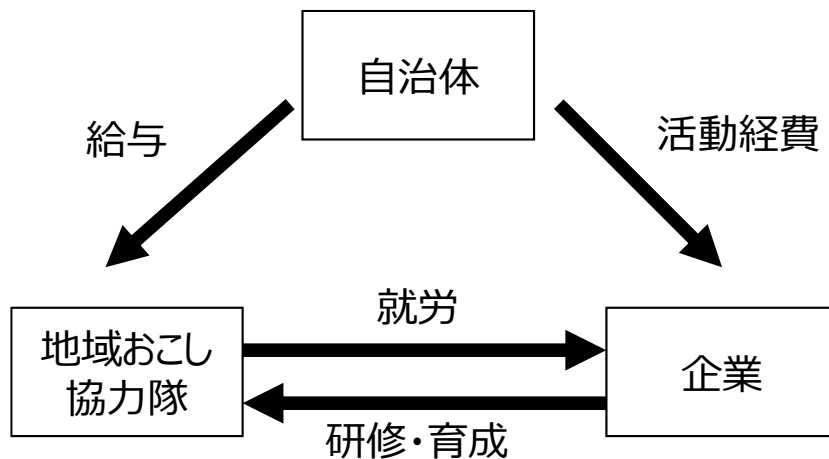 自治体
給与
活動経費
就労
地域おこし
協力隊
企業
研修・育成